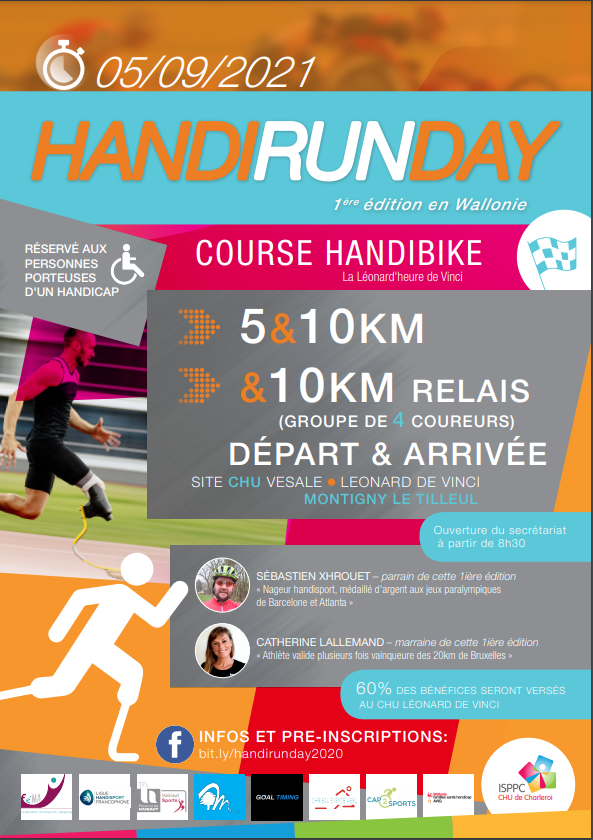 05/09/2021
HANDIRUNDAY
1ère édition en Wallonie
RÉSERVÉ AUX
PERSONNES
PORTEUSES
D'UN HANDICAP
COURSE HANDIBIKE
La Léonard'heure de Vinci
5&10KM
&10KM RELAIS
(GROUPE DE 4 COUREURS)
DÉPART & ARRIVÉE
SITE CHU VESALE • LEONARD DE VINCI
MONTIGNY LE TILLEUL
Ouverture du secrétariat
à partir de 8h30
SÉBASTIEN XHROUET – parrain de cette 1ière édition
« Nageur handisport, médaillé d'argent aux jeux paralympiques
de Barcelone et Atlanta »
CATHERINE LALLEMAND – marraine de cette 1ière édition
« Athlète valide plusieurs fois vainqueure des 20km de Bruxelles »
60% DES BÉNÉFICES SERONT VERSÉS
AU CHU LÉONARD DE VINCI
f
INFOS ET PRE-INSCRIPTIONS:
bit.ly/handirunday2020
LIGUE
HANDISPORT
FRANCOPHONE
Hainaut
Sports
GOAL TIMING
CAP2
SPORTS
ISPPC
CHU de Charleroi